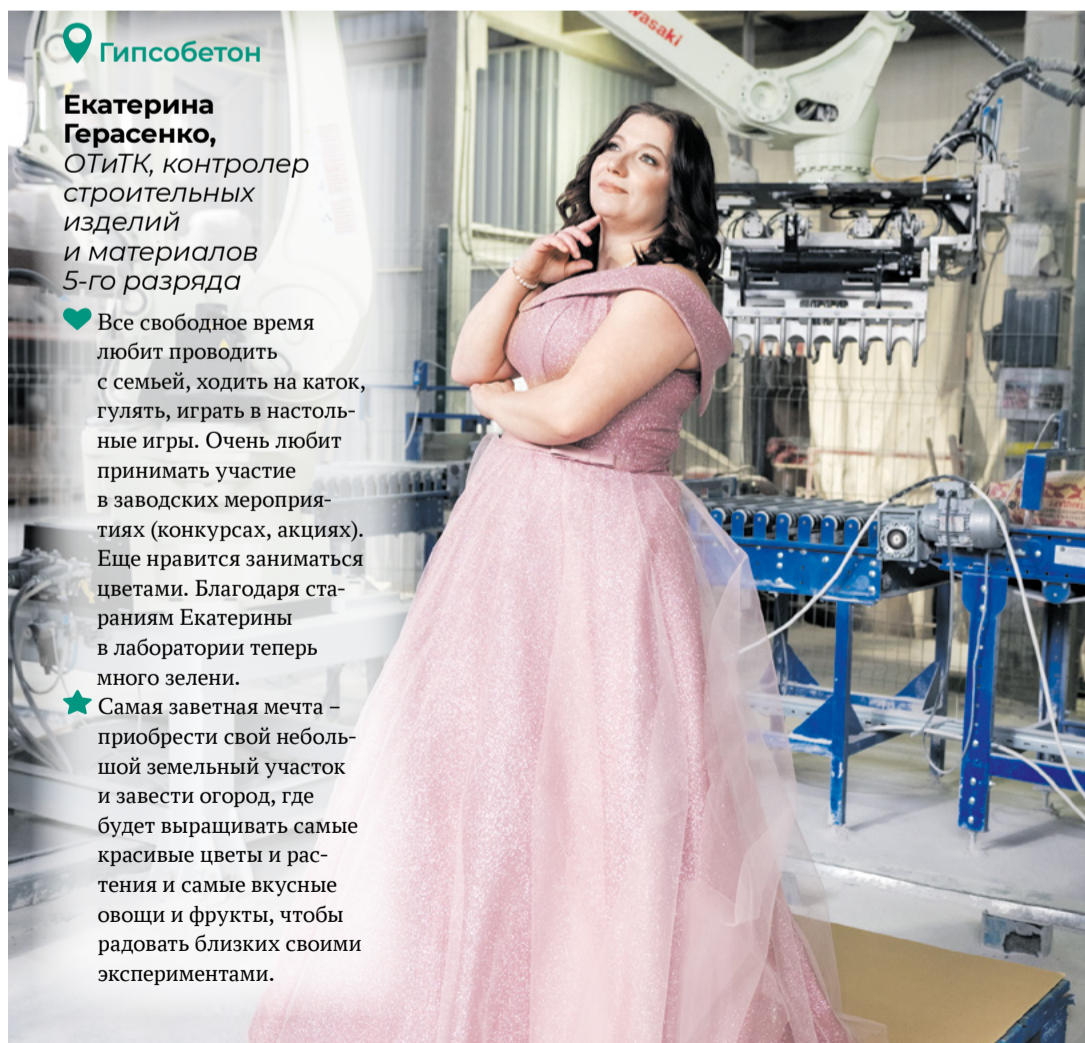 Гипсобетон
Екатерина
Герасенко,
ОТиТК, контролер
строительных
изделий
и материалов
5-го разряда
Все свободное время
любит проводить
с семьей, ходить на каток,
гулять, играть в настоль-
ные игры. Очень любит
принимать участие
в заводских мероприя-
тиях (конкурсах, акциях).
Еще нравится заниматься
цветами. Благодаря ста-
раниям Екатерины
в лаборатории теперь
много зелени.
Самая заветная мечта –
приобрести свой неболь-
шой земельный участок
и завести огород, где
будет выращивать самые
красивые цветы и рас-
тения и самые вкусные
овощи и фрукты, чтобы
радовать близких своими
экспериментами.
wasaki